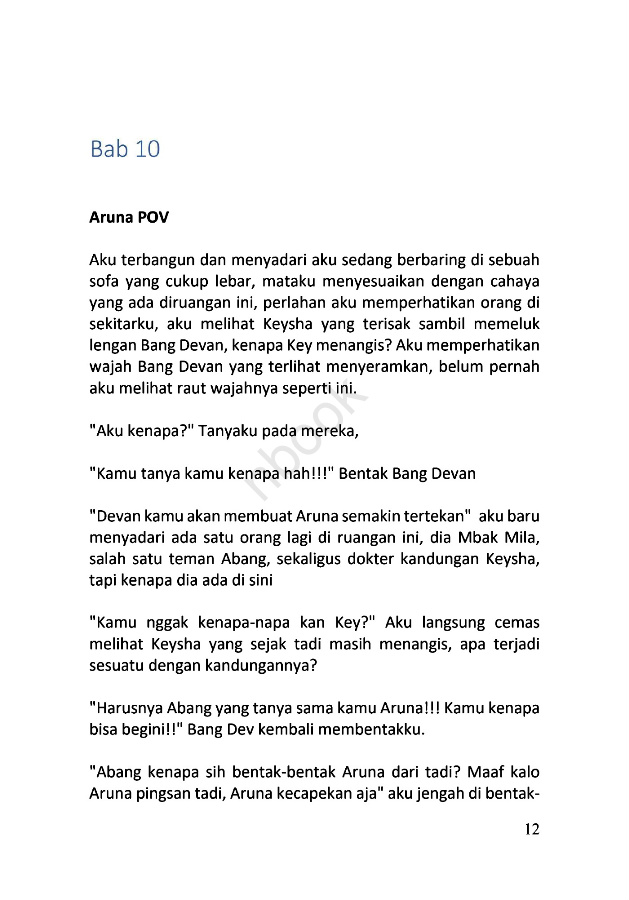 Bab 10
Aruna POV
Aku terbangun dan menyadari aku sedang berbaring di sebuah
sofa yang cukup lebar, mataku menyesuaikan dengan cahaya
yang ada diruangan ini, perlahan aku memperhatikan orang di
sekitarku, aku melihat Keysha yang terisak sambil memeluk
lengan Bang Devan, kenapa Key menangis? Aku memperhatikan
wajah Bang Devan yang terlihat menyeramkan, belum pernah
aku melihat raut wajahnya seperti ini.
"Aku kenapa?" Tanyaku pada mereka,
"Kamu tanya kamu kenapa hah!!!" Bentak Bang Devan
"Devan kamu akan membuat Aruna semakin tertekan"  aku baru
menyadari ada satu orang lagi di ruangan ini, dia Mbak Mila,
salah satu teman Abang, sekaligus dokter kandungan Keysha,
tapi kenapa dia ada di sini
"Kamu nggak kenapa-napa kan Key?" Aku langsung cemas
melihat Keysha yang sejak tadi masih menangis, apa terjadi
sesuatu dengan kandungannya?
"Harusnya Abang yang tanya sama kamu Aruna!!! Kamu kenapa
bisa begini!!" Bang Dev kembali membentakku.
"Abang kenapa sih bentak-bentak Aruna dari tadi? Maaf kalo
Aruna pingsan tadi, Aruna kecapekan aja" aku jengah di bentak-
12
nbook